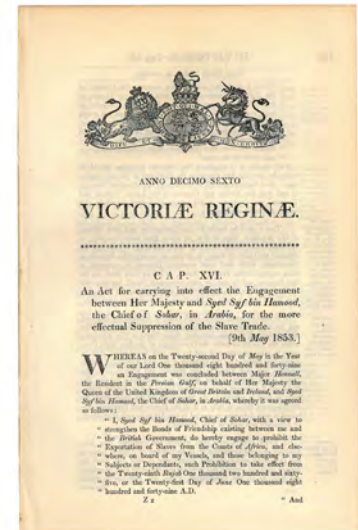 ANNO DECIMO SEXTO
VICTORIÆ REGINÆ.
CAP. XVI.
An Act for carrying into effect the Engagement
between Her Majesty and Syed Syf bin Hamood,
the Chief of Sohar, in Arabia, for the more
effectual Suppression of the Slave Trade.
[9th May 1853.]
WHEREAS on the Twenty-second Day of May in the Year
of our Lord One thousand eight hundred and forty-nine
an Engagement was concluded between Major Hennell,
the Resident in the Persian Gulf, on behalf of Her Majesty the
Queen of the United Kingdom of Great Britain and Ireland, and Syed
Syf bin Hamood, the Chief of Sohar, in Arabia, whereby it was agreed
as follows:
" I, Syed Syf bin Hamood, Chief of Sohar, with a view to
" strengthen the Bonds of Friendship existing between me and
" the British Government, do hereby engage to prohibit the
" Exportation of Slaves from the Coasts of Africa, and else-
" where, on board of my Vessels, and those belonging to my
" Subjects or Dependants, such Prohibition to take effect from
" the Twenty-ninth Rujub One thousand two hundred and sixty-
" five, or the Twenty-first Day of June One thousand eight
" hundred and forty-nine A.D.
Z 2 " And